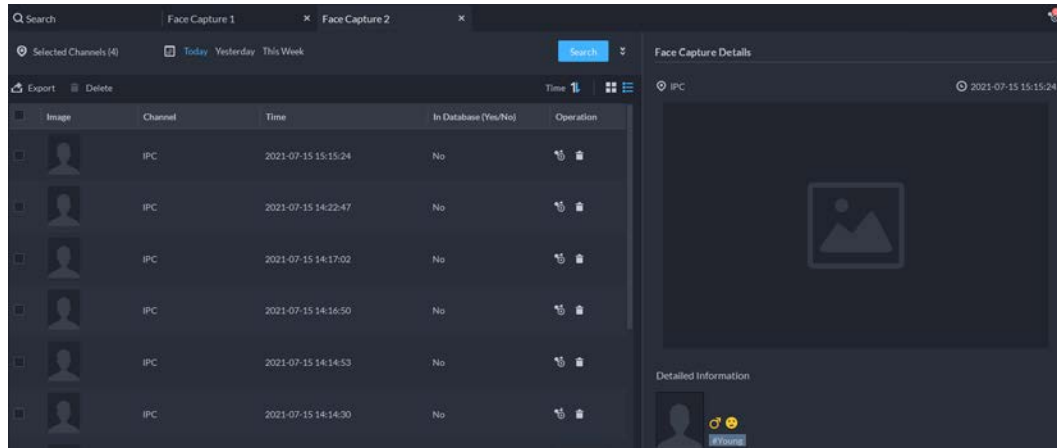 Search Face Capture 1 × Face Capture 2 ×
Selected Channels (4) Today Yesterday This Week Search
Face Capture Details
Export Delete Time
IPC 2021-07-15 15:15:24
Image Channel Time In Database (Yes/No) Operation
IPC 2021-07-15 15:15:24 No
IPC 2021-07-15 14:22:47 No
IPC 2021-07-15 14:17:02 No
IPC 2021-07-15 14:16:50 No
IPC 2021-07-15 14:14:53 No
Detailed Information
IPC 2021-07-15 14:14:30 No
#Young